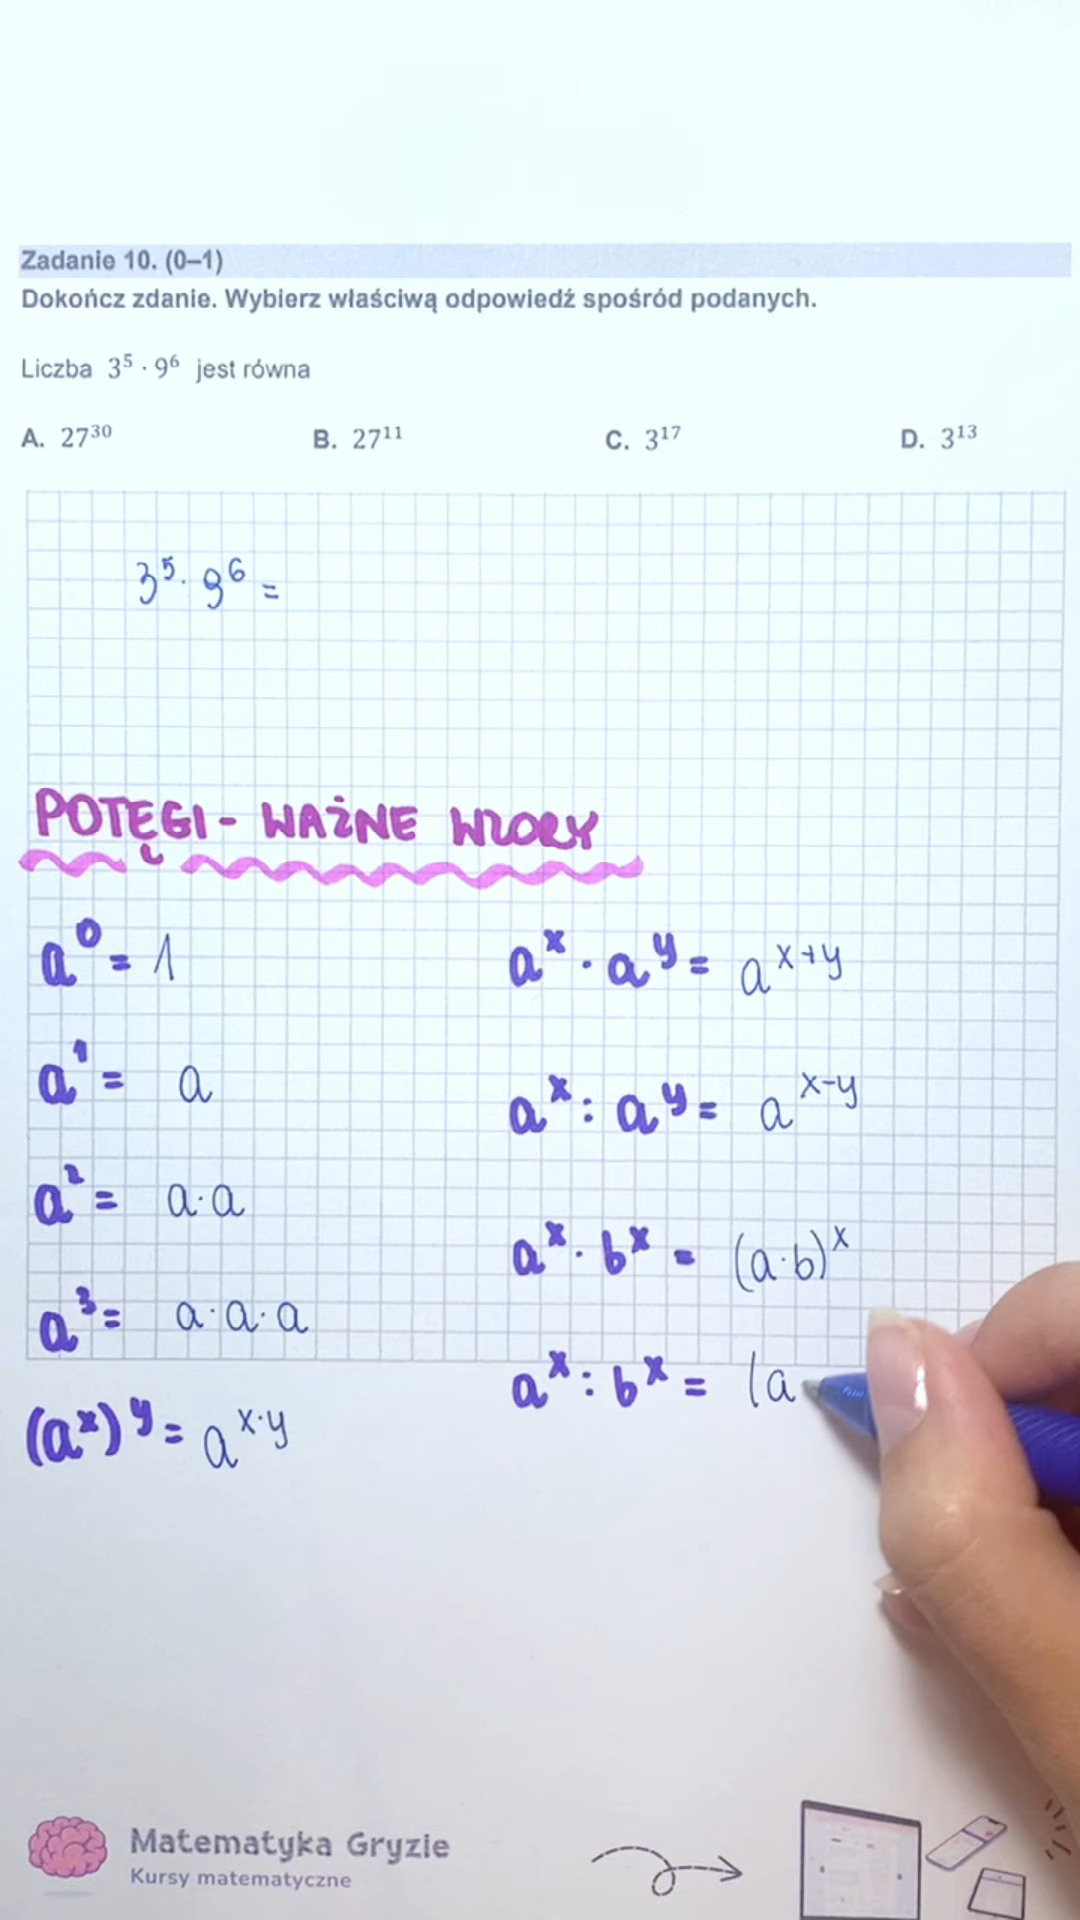 Zadanie 10. (0–1)
Dokończ zdanie. Wybierz właściwą odpowiedź spośród podanych.
Liczba 3⁵ · 9⁶ jest równa
A. 27³⁰ B. 27¹¹ C. 3¹⁷ D. 3¹³
3⁵ · 9⁶ =
POTĘGI - WAŻNE WZORY
a⁰ = 1
a¹ = a
a² = a·a
a³ = a·a·a
(aˣ)ʸ = aˣ·ʸ
aˣ · aʸ = aˣ⁺ʸ
aˣ : aʸ = aˣ⁻ʸ
aˣ · bˣ = (a·b)ˣ
aˣ : bˣ = (a
Matematyka Gryzie
Kursy matematyczne